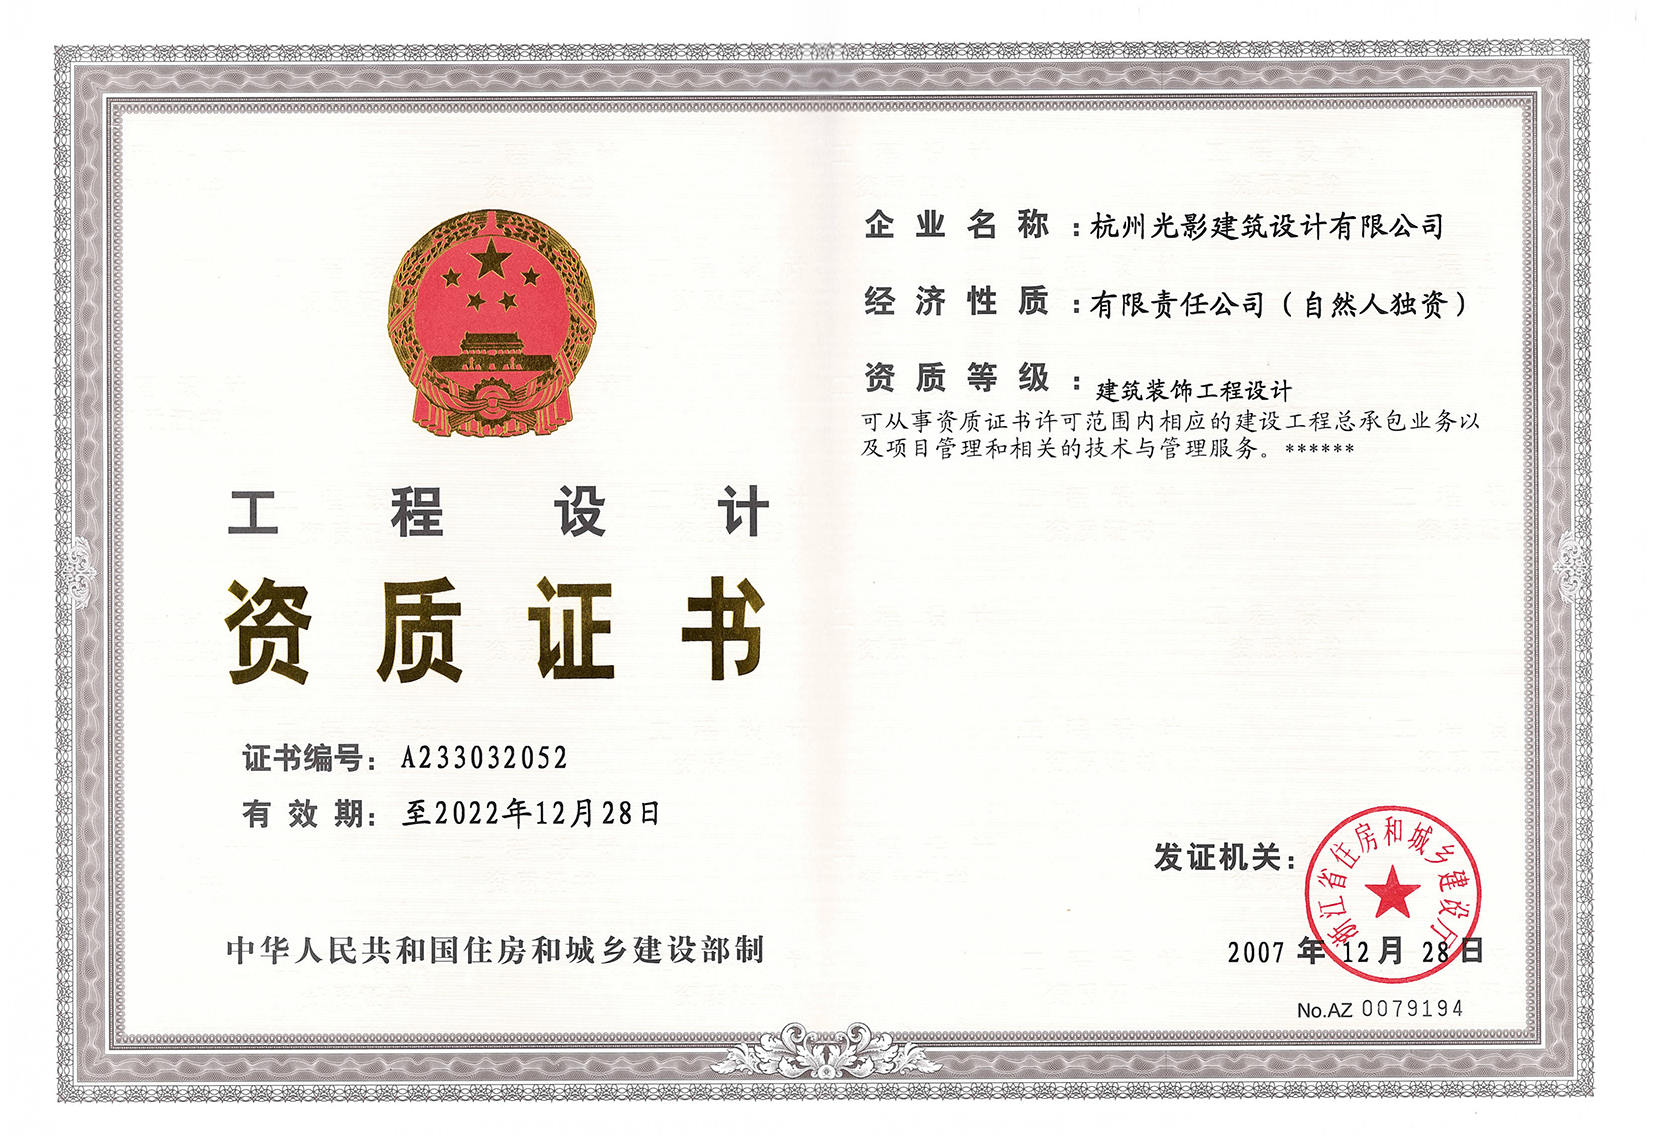 工程设计
资质证书
证书编号：A233032052
有效期：至2022年12月28日
中华人民共和国住房和城乡建设部制
企业名称：杭州光影建筑设计有限公司
经济性质：有限责任公司（自然人独资）
资质等级：建筑装饰工程设计
可从事资质证书许可范围内相应的建设工程总承包业务以
及项目管理和相关的技术与管理服务。******
发证机关：
浙江省住房和城乡建设厅
2007 年 12 月 28 日
No.AZ 0079194